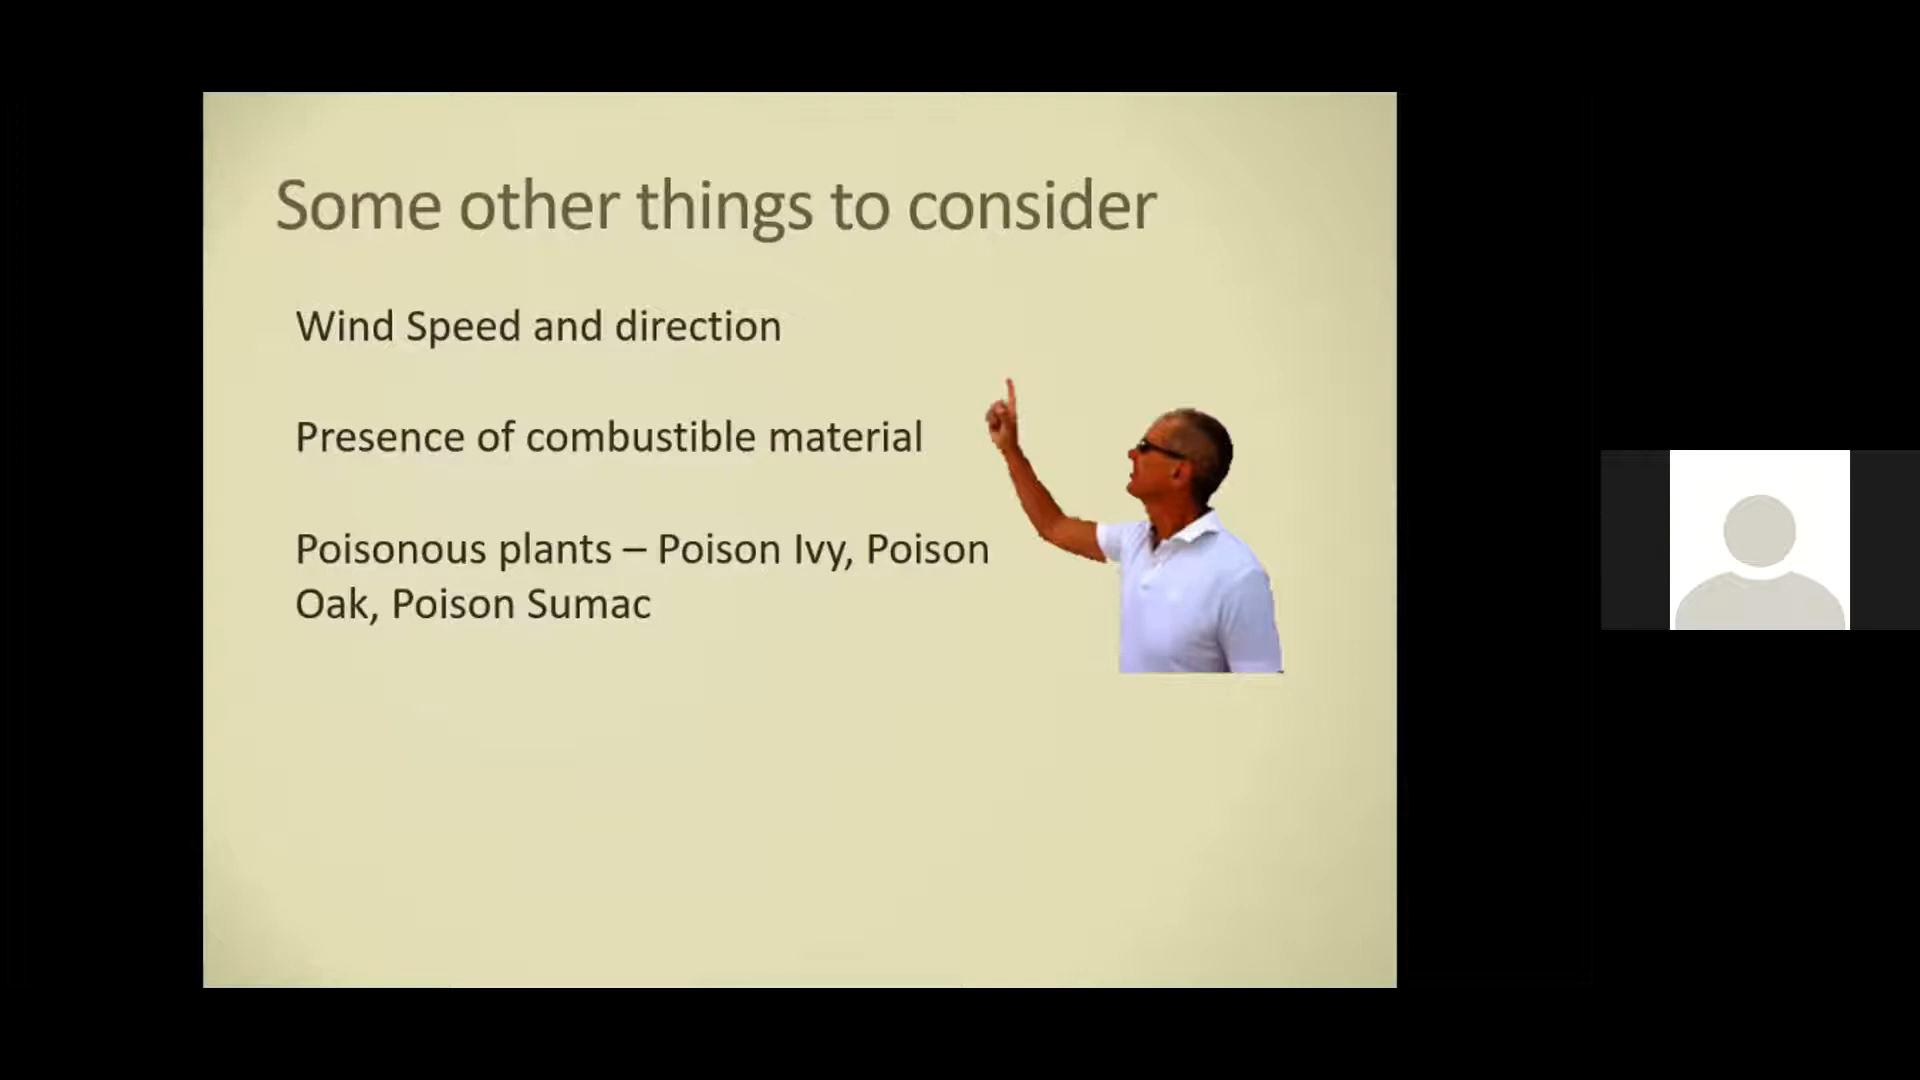 Some other things to consider
Wind Speed and direction
Presence of combustible material
Poisonous plants – Poison Ivy, Poison
Oak, Poison Sumac